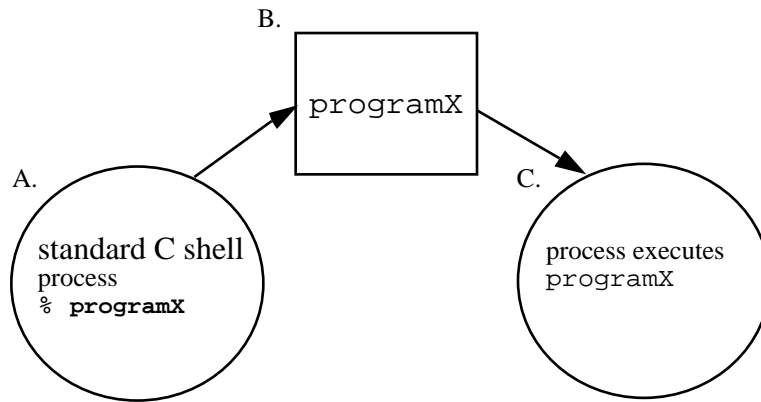 A.
standard C shell
process
% programX
B.
programX
C.
process executes
programX